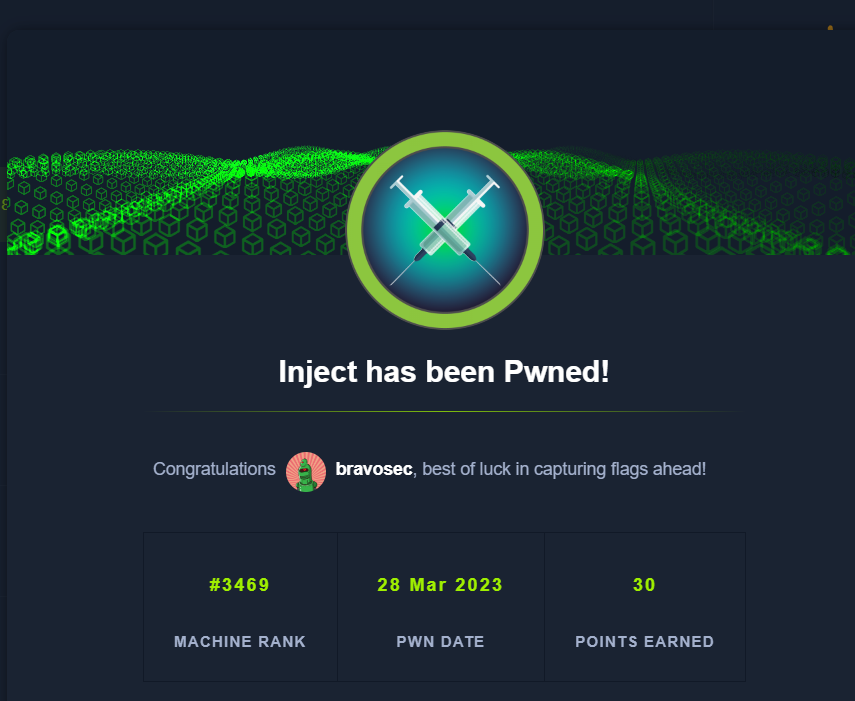 Inject has been Pwned!
Congratulations bravosec, best of luck in capturing flags ahead!
#3469 28 Mar 2023 30
MACHINE RANK PWN DATE POINTS EARNED